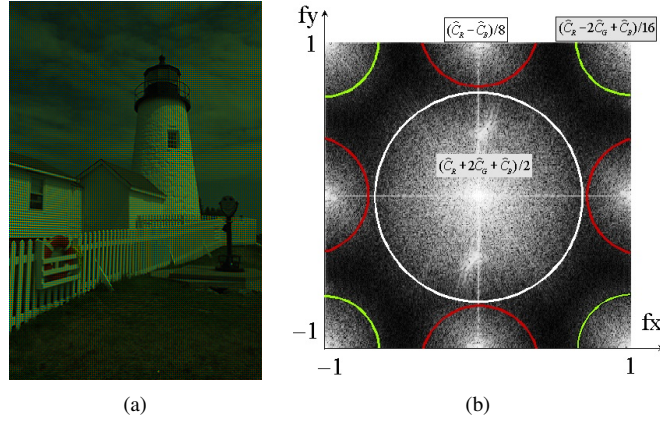 fy
(Ĉ_R − Ĉ_B)/8
(Ĉ_R − 2Ĉ_G + Ĉ_B)/16
1
(Ĉ_R + 2Ĉ_G + Ĉ_B)/2
−1
fx
−1
1
(a)
(b)